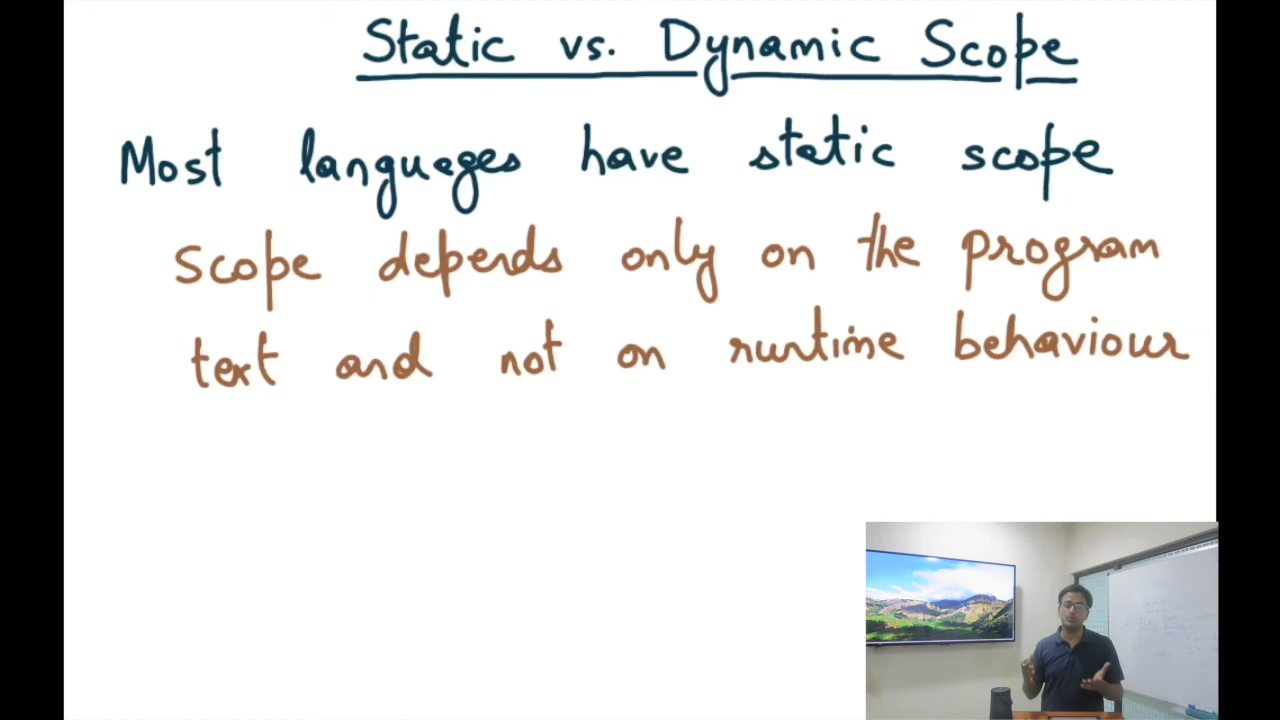 Static vs. Dynamic Scope
Most languages have static scope
scope depends only on the program
text and not on runtime behaviour